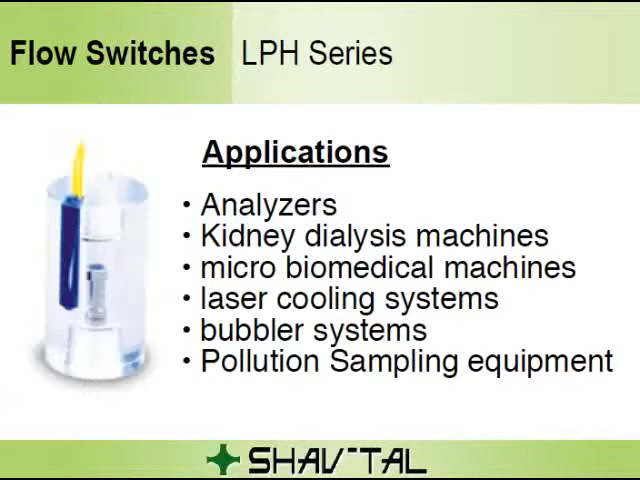 Flow Switches LPH Series
Applications
• Analyzers
• Kidney dialysis machines
• micro biomedical machines
• laser cooling systems
• bubbler systems
• Pollution Sampling equipment
SHAV-TAL